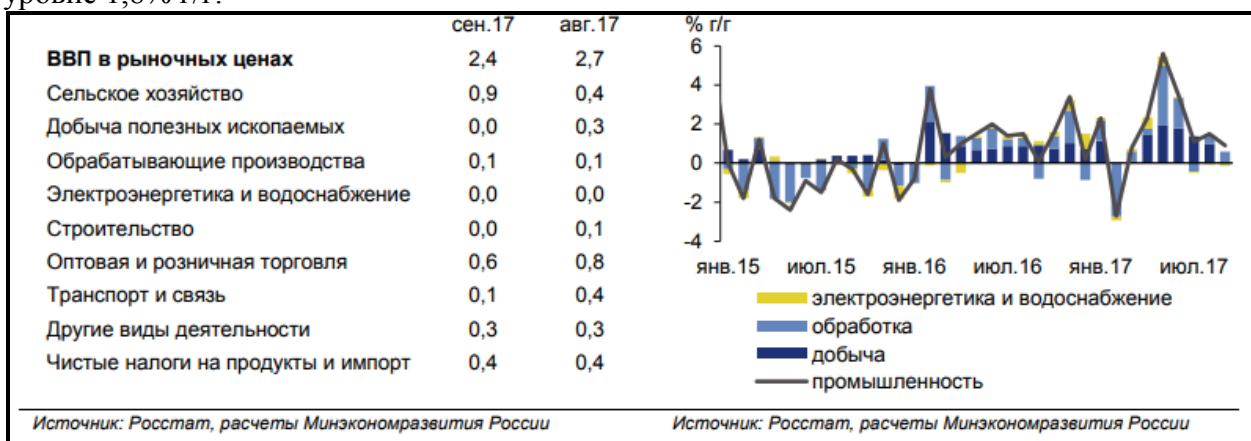 уровне 1,8% г/г.
сен.17 авг.17
ВВП в рыночных ценах 2,4 2,7
Сельское хозяйство 0,9 0,4
Добыча полезных ископаемых 0,0 0,3
Обрабатывающие производства 0,1 0,1
Электроэнергетика и водоснабжение 0,0 0,0
Строительство 0,0 0,1
Оптовая и розничная торговля 0,6 0,8
Транспорт и связь 0,1 0,4
Другие виды деятельности 0,3 0,3
Чистые налоги на продукты и импорт 0,4 0,4
Источник: Росстат, расчеты Минэкономразвития России
% г/г
6
4
2
0
-2
-4
янв.15 июл.15 янв.16 июл.16 янв.17 июл.17
электроэнергетика и водоснабжение
обработка
добыча
промышленность
Источник: Росстат, расчеты Минэкономразвития России